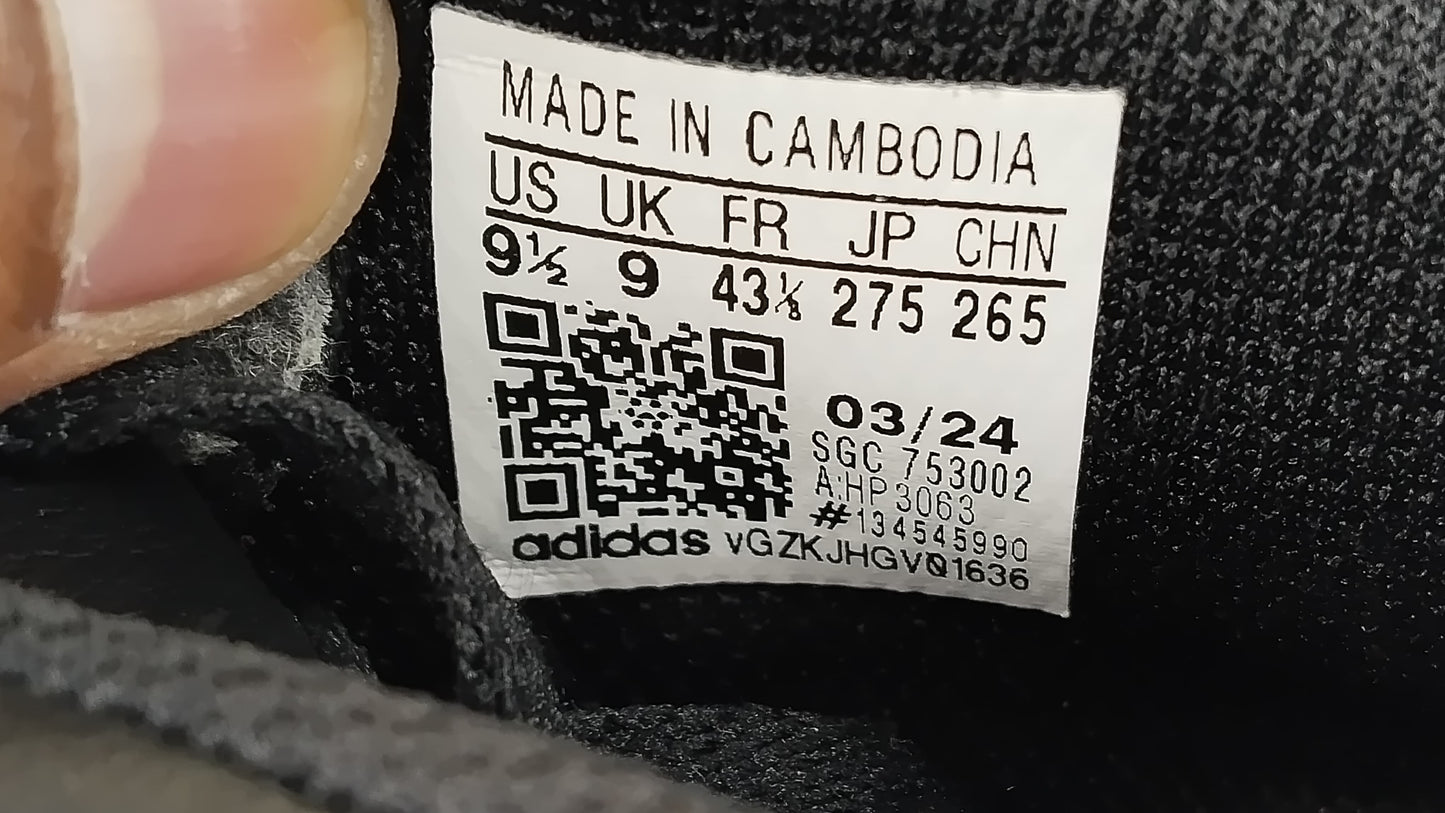 MADE IN CAMBODIA
US UK FR JP CHN
9½ 9 43⅓ 275 265
03/24
SGC 753002
A:HP3063
#134545990
adidas VGZKJHGVQ1636